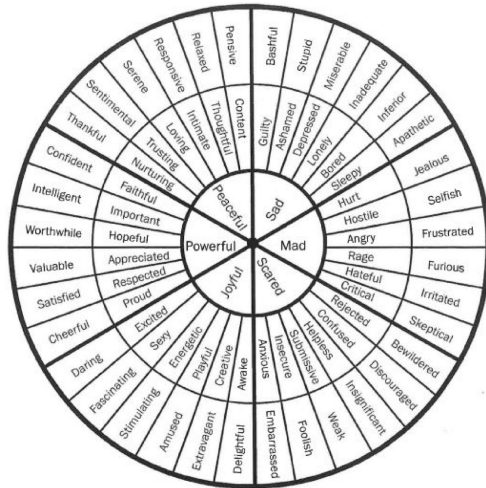 Sad
Mad
Scared
Joyful
Powerful
Peaceful
Guilty
Ashamed
Depressed
Lonely
Bored
Sleepy
Hurt
Hostile
Angry
Rage
Hateful
Critical
Rejected
Confused
Helpless
Submissive
Insecure
Anxious
Awake
Creative
Playful
Energetic
Sexy
Excited
Proud
Respected
Appreciated
Hopeful
Important
Faithful
Nurturing
Trusting
Loving
Intimate
Thoughtful
Content
Bashful
Stupid
Miserable
Inadequate
Inferior
Apathetic
Jealous
Selfish
Frustrated
Furious
Irritated
Skeptical
Bewildered
Discouraged
Insignificant
Weak
Foolish
Embarrassed
Delightful
Extravagant
Amused
Stimulating
Fascinating
Daring
Cheerful
Satisfied
Valuable
Worthwhile
Intelligent
Confident
Thankful
Sentimental
Serene
Responsive
Relaxed
Pensive